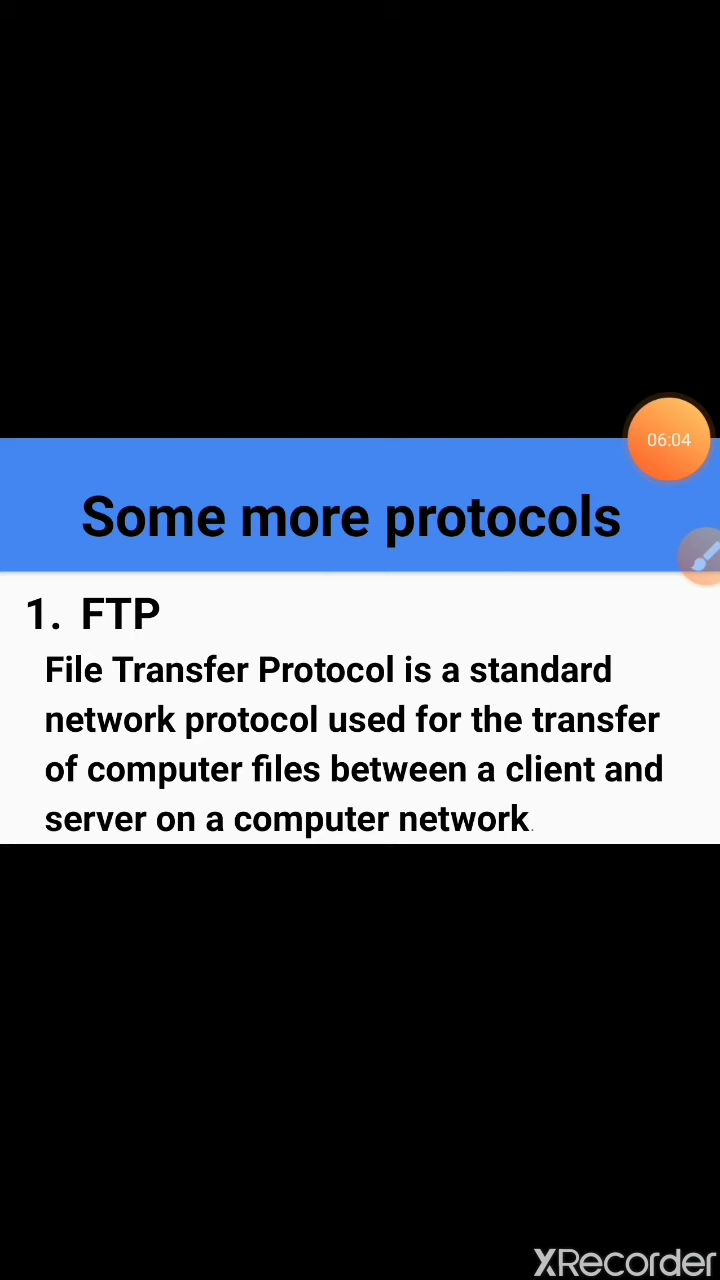 06:04
Some more protocols
1. FTP
File Transfer Protocol is a standard
network protocol used for the transfer
of computer files between a client and
server on a computer network.
XRecorder